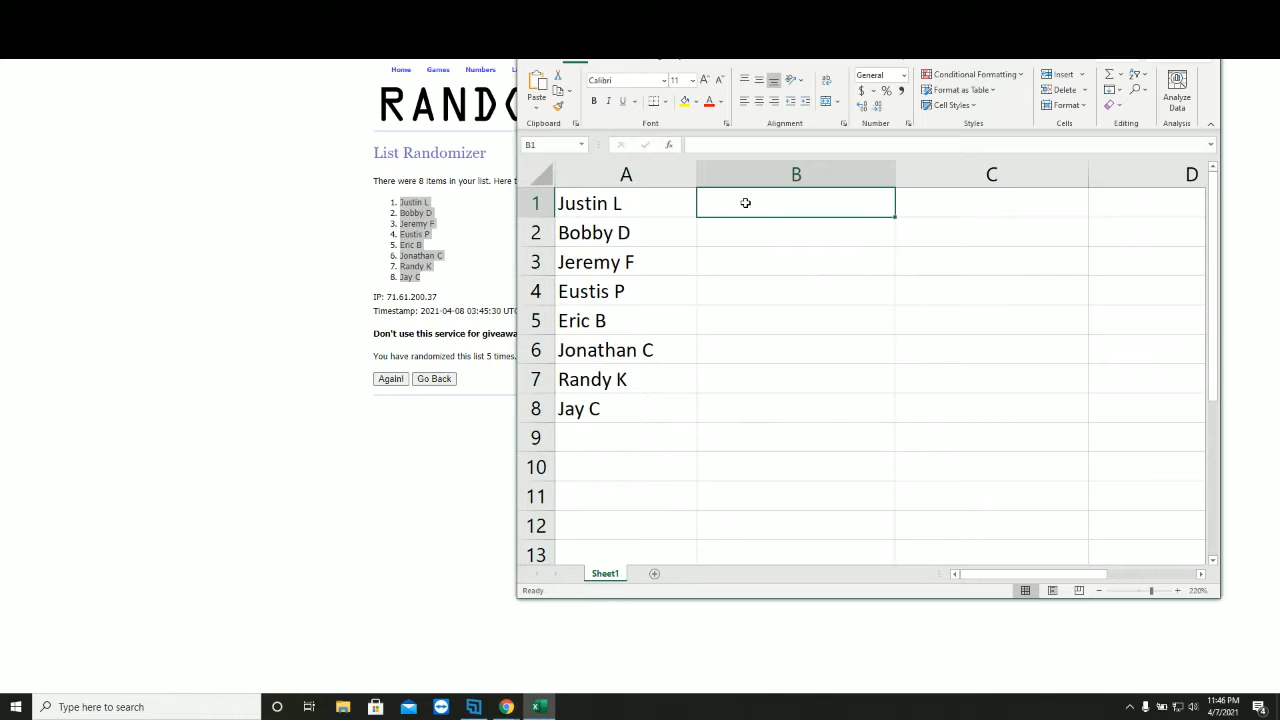 Home Games Numbers
RANDO
List Randomizer
There were 8 items in your list. Here
1. Justin L
2. Bobby D
3. Jeremy F
4. Eustis P
5. Eric B
6. Jonathan C
7. Randy K
8. Jay C
IP: 71.61.200.37
Timestamp: 2021-04-08 03:45:30 UTC
Don't use this service for giveawa
You have randomized this list 5 times.
Again! Go Back
Paste
Clipboard
Calibri 11
B I U
Font
Alignment
General
$ % 9
Number
Conditional Formatting
Format as Table
Cell Styles
Styles
Insert
Delete
Format
Cells
Editing
Analyze
Data
Analysis
B1 fx
A B C D
1 Justin L
2 Bobby D
3 Jeremy F
4 Eustis P
5 Eric B
6 Jonathan C
7 Randy K
8 Jay C
9
10
11
12
13
Sheet1
Ready 220%
Type here to search
11:46 PM
4/7/2021
4